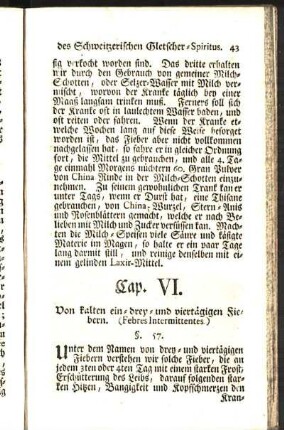 des Schweitzerischen Gletscher-Spiritus. 43
sig verkocht worden sind. Das dritte erhalten
wir durch den Gebrauch von gemeiner Milch-
Schotten, oder Selzer-Wasser mit Milch ver-
mischt, worvon der Kranke täglich bey einer
Maaß langsam trinken muß. Ferners soll sich
der Kranke oft in laulechtem Wasser baden, und
oft reiten oder fahren. Wenn der Kranke et-
welche Wochen lang auf diese Weise besorget
worden ist, das Fieber aber nicht vollkommen
nachgelassen hat, so fahre er in gleicher Ordnung
fort, die Mittel zu gebrauchen, und alle 4. Ta-
ge einmahl Morgens nüchtern 60. Gran Pulver
von China Rinde in der Milch-Schotten einzu-
nehmen. Zu seinem gewohnlichen Trank kan er
unter Tags, wenn er Durst hat, eine Thisane
gebrauchen, von China-Wurzel, Stern-Anis
und Rosenblättern gemacht, welche er nach Be-
lieben mit Milch und Zucker versüssen kan. Mach-
ten die Milch-Speisen viele Säure und käßigte
Materie im Magen, so halte er ein paar Tage
lang darmit still, und reinige denselben mit ei-
nem gelinden Laxir-Mittel.
Cap. VI.
Von kalten ein-drey- und viertägigen Fie-
bern. (Febres Intermittentes.)
§. 57.
Unter dem Namen von drey- und viertägigen
Fiebern verstehen wir solche Fieber, die an
jedem 3ten oder 4ten Tag mit einem starken Frost,
Erschütterung des Leibs, darauf folgenden star-
ken Hitzen, Bangigkeit und Kopfschmerzen den
Kran-